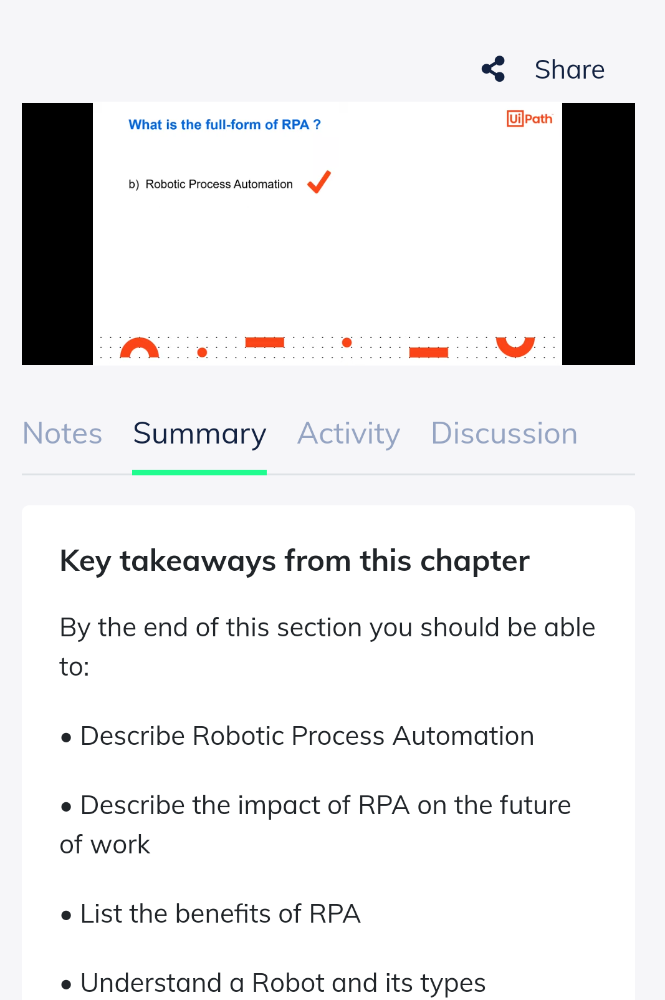 Share
What is the full-form of RPA ?
UiPath
b) Robotic Process Automation
Notes Summary Activity Discussion
Key takeaways from this chapter
By the end of this section you should be able
to:
• Describe Robotic Process Automation
• Describe the impact of RPA on the future
of work
• List the benefits of RPA
• Understand a Robot and its types